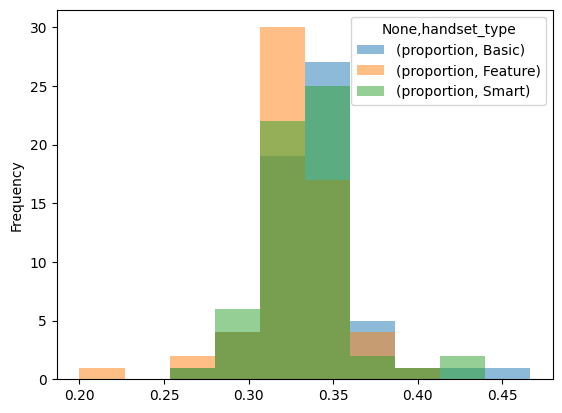 None,handset_type
(proportion, Basic)
(proportion, Feature)
(proportion, Smart)
Frequency
30
25
20
15
10
5
0
0.20 0.25 0.30 0.35 0.40 0.45